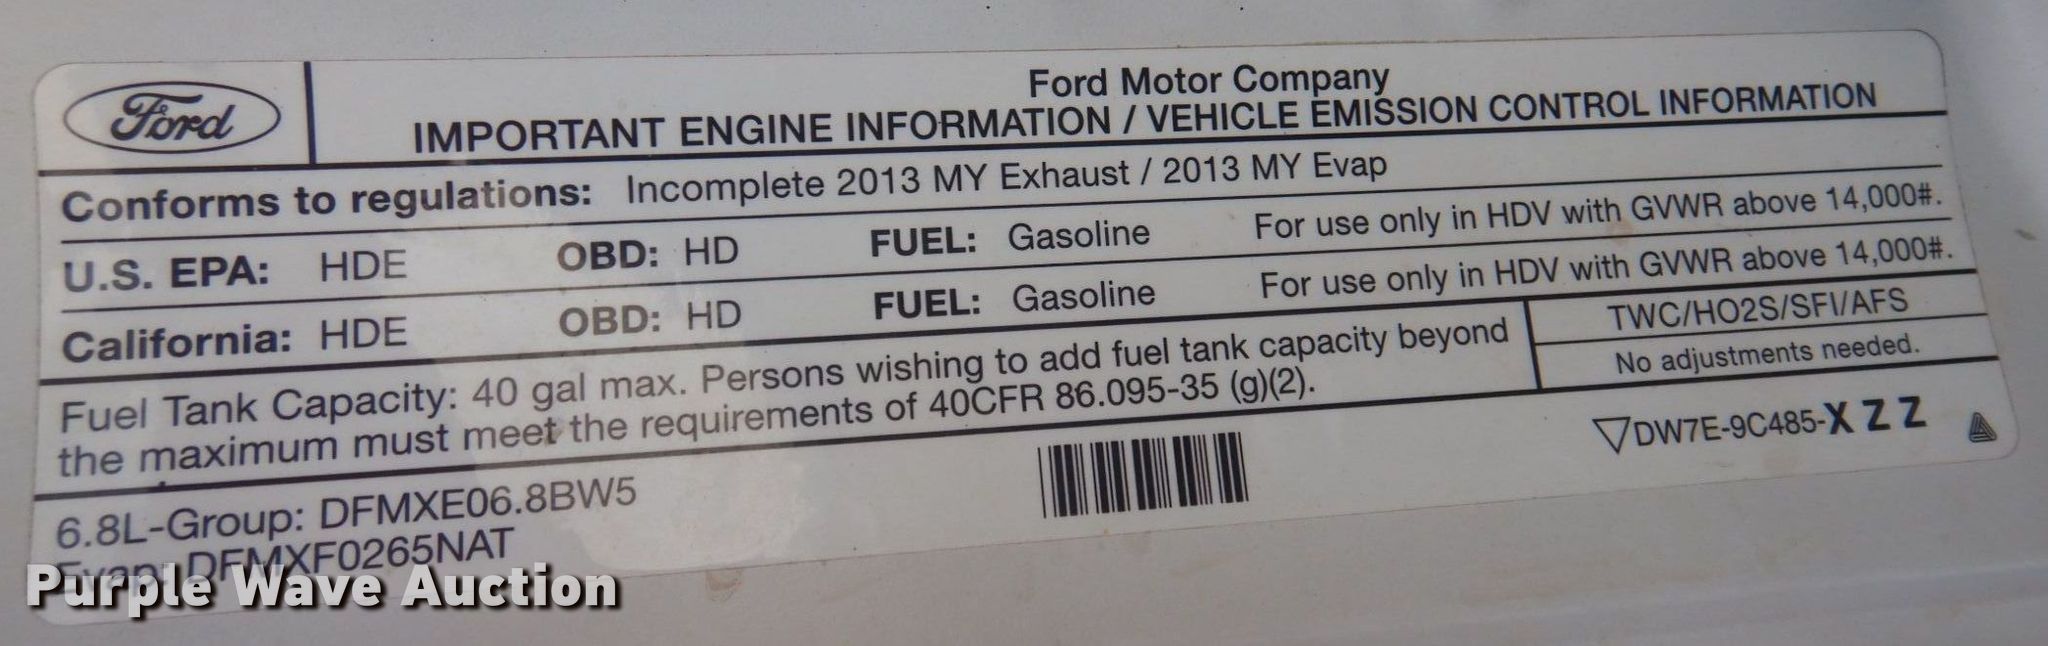 Ford
Ford Motor Company
IMPORTANT ENGINE INFORMATION / VEHICLE EMISSION CONTROL INFORMATION
Conforms to regulations: Incomplete 2013 MY Exhaust / 2013 MY Evap
U.S. EPA: HDE OBD: HD FUEL: Gasoline For use only in HDV with GVWR above 14,000#.
California: HDE OBD: HD FUEL: Gasoline For use only in HDV with GVWR above 14,000#.
Fuel Tank Capacity: 40 gal max. Persons wishing to add fuel tank capacity beyond
the maximum must meet the requirements of 40CFR 86.095-35 (g)(2).
TWC/HO2S/SFI/AFS
No adjustments needed.
DW7E-9C485-XZZ
6.8L-Group: DFMXE06.8BW5
Evap: DFMXF0265NAT
Purple Wave Auction